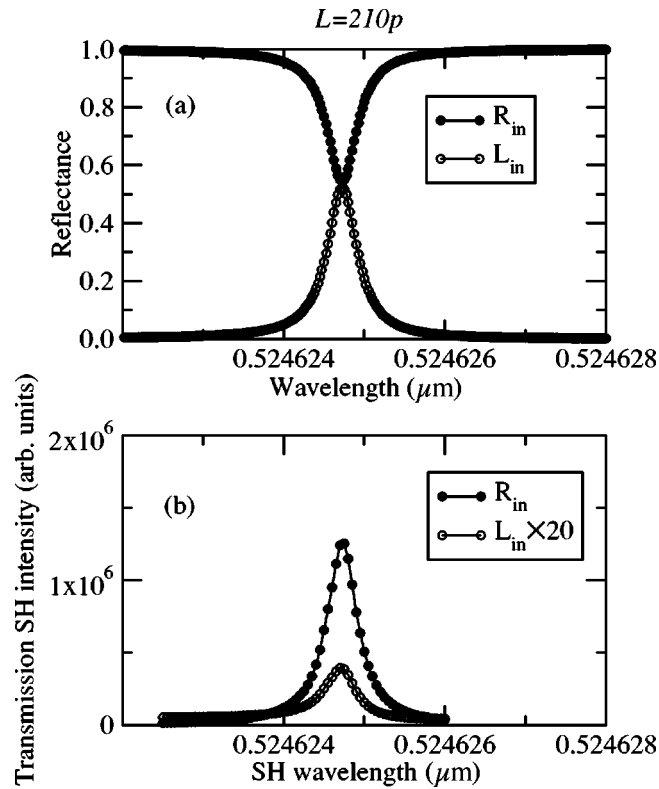 L=210p
1.0
0.8
0.6
0.4
0.2
0.0
Reflectance
(a)
R_in
L_in
0.524624
0.524626
0.524628
Wavelength (μm)
2x10^6
1x10^6
0
Transmission SH intensity (arb. units)
(b)
R_in
L_in×20
0.524624
0.524626
0.524628
SH wavelength (μm)